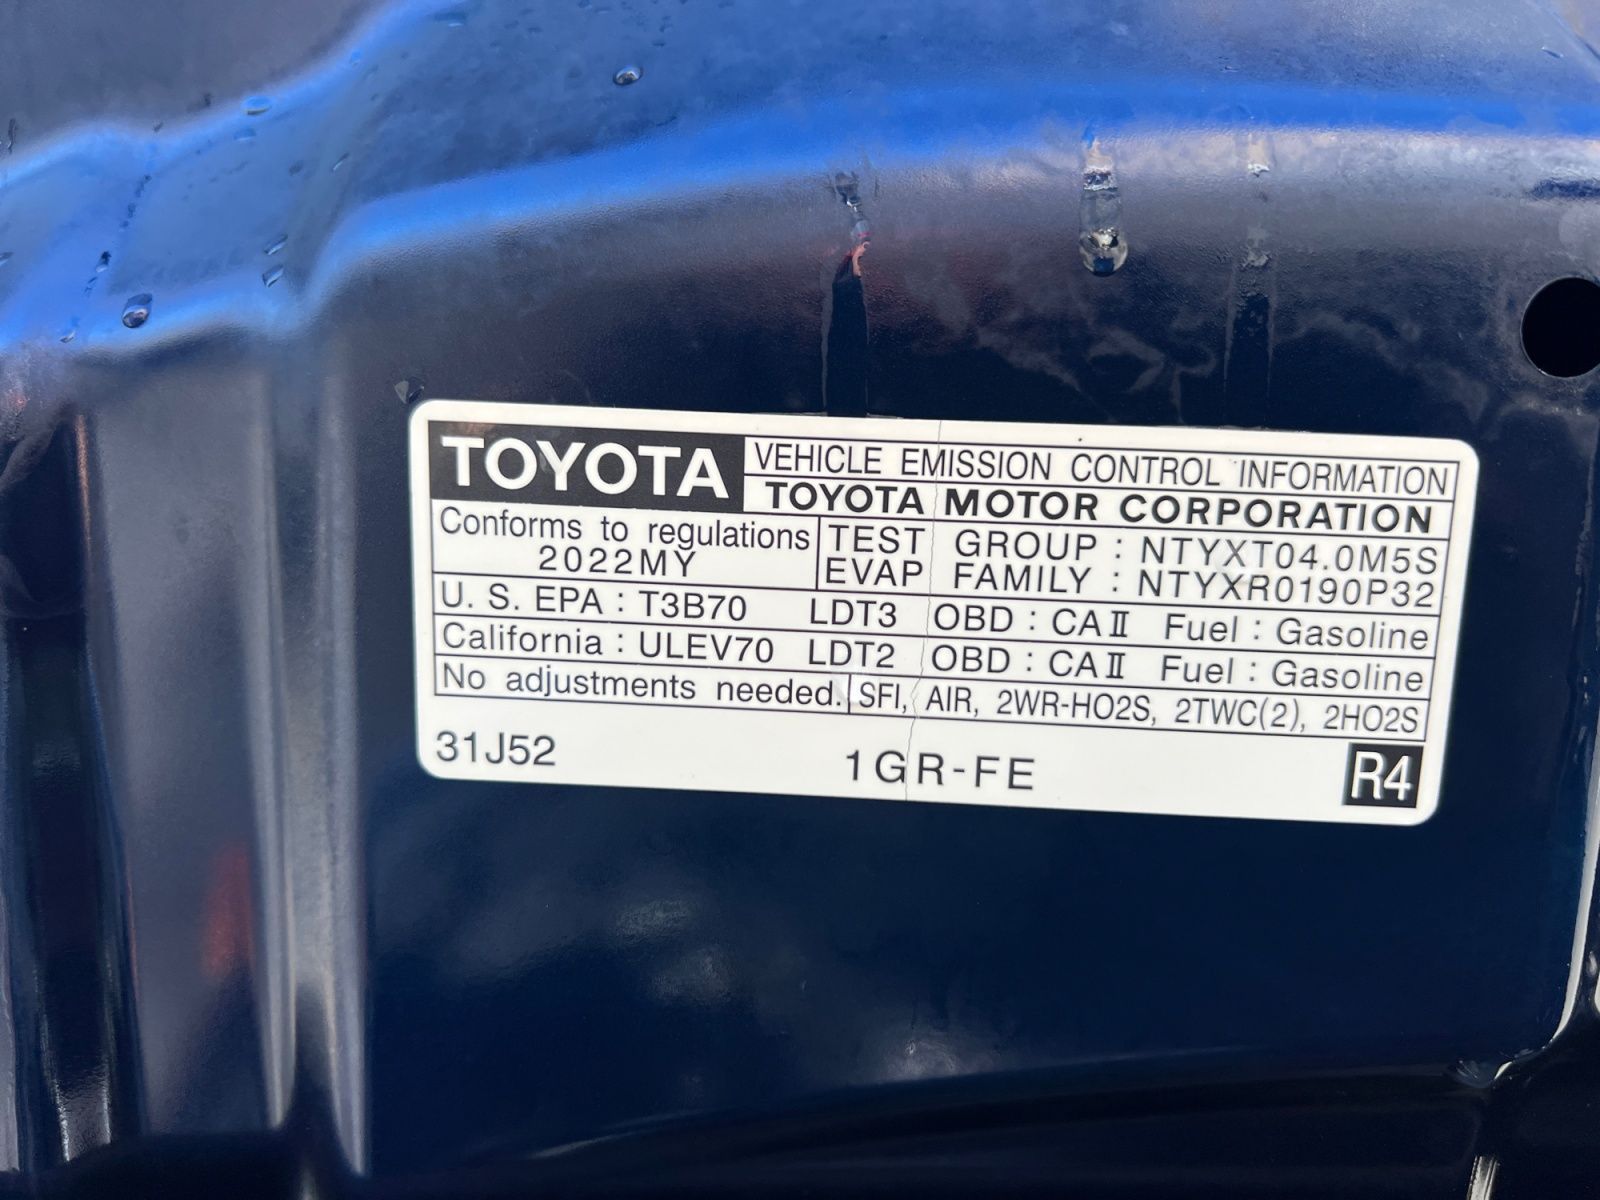 TOYOTA VEHICLE EMISSION CONTROL INFORMATION
TOYOTA MOTOR CORPORATION
Conforms to regulations
2022MY
TEST GROUP : NTYXT04.0M5S
EVAP FAMILY : NTYXR0190P32
U. S. EPA : T3B70 LDT3 OBD : CAⅡ Fuel : Gasoline
California : ULEV70 LDT2 OBD : CAⅡ Fuel : Gasoline
No adjustments needed. SFI, AIR, 2WR-HO2S, 2TWC(2), 2HO2S
31J52 1GR-FE R4